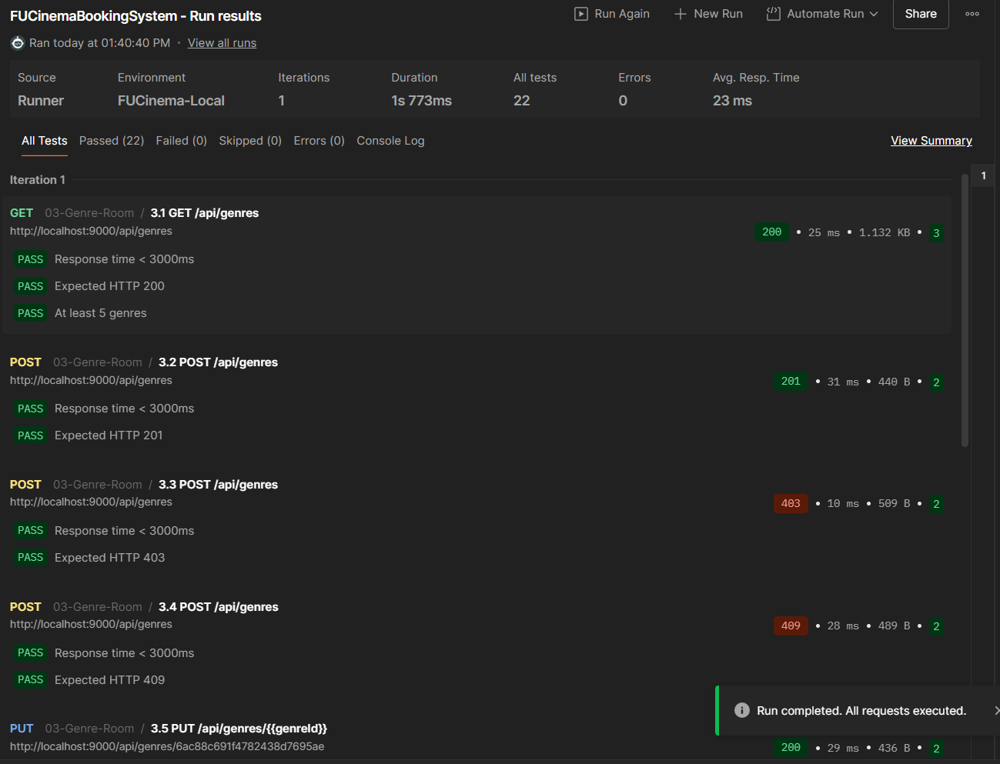 FUCinemaBookingSystem - Run results
Run Again
New Run
Automate Run
Share
Ran today at 01:40:40 PM · View all runs
Source Environment Iterations Duration All tests Errors Avg. Resp. Time
Runner FUCinema-Local 1 1s 773ms 22 0 23 ms
All Tests Passed (22) Failed (0) Skipped (0) Errors (0) Console Log View Summary
Iteration 1
1
GET 03-Genre-Room / 3.1 GET /api/genres
http://localhost:9000/api/genres
200 • 25 ms • 1.132 KB • 3
PASS Response time < 3000ms
PASS Expected HTTP 200
PASS At least 5 genres
POST 03-Genre-Room / 3.2 POST /api/genres
http://localhost:9000/api/genres
201 • 31 ms • 440 B • 2
PASS Response time < 3000ms
PASS Expected HTTP 201
POST 03-Genre-Room / 3.3 POST /api/genres
http://localhost:9000/api/genres
403 • 10 ms • 509 B • 2
PASS Response time < 3000ms
PASS Expected HTTP 403
POST 03-Genre-Room / 3.4 POST /api/genres
http://localhost:9000/api/genres
409 • 28 ms • 489 B • 2
PASS Response time < 3000ms
PASS Expected HTTP 409
Run completed. All requests executed.
PUT 03-Genre-Room / 3.5 PUT /api/genres/{{genreId}}
http://localhost:9000/api/genres/6ac88c691f4782438d7695ae
200 • 29 ms • 436 B • 2